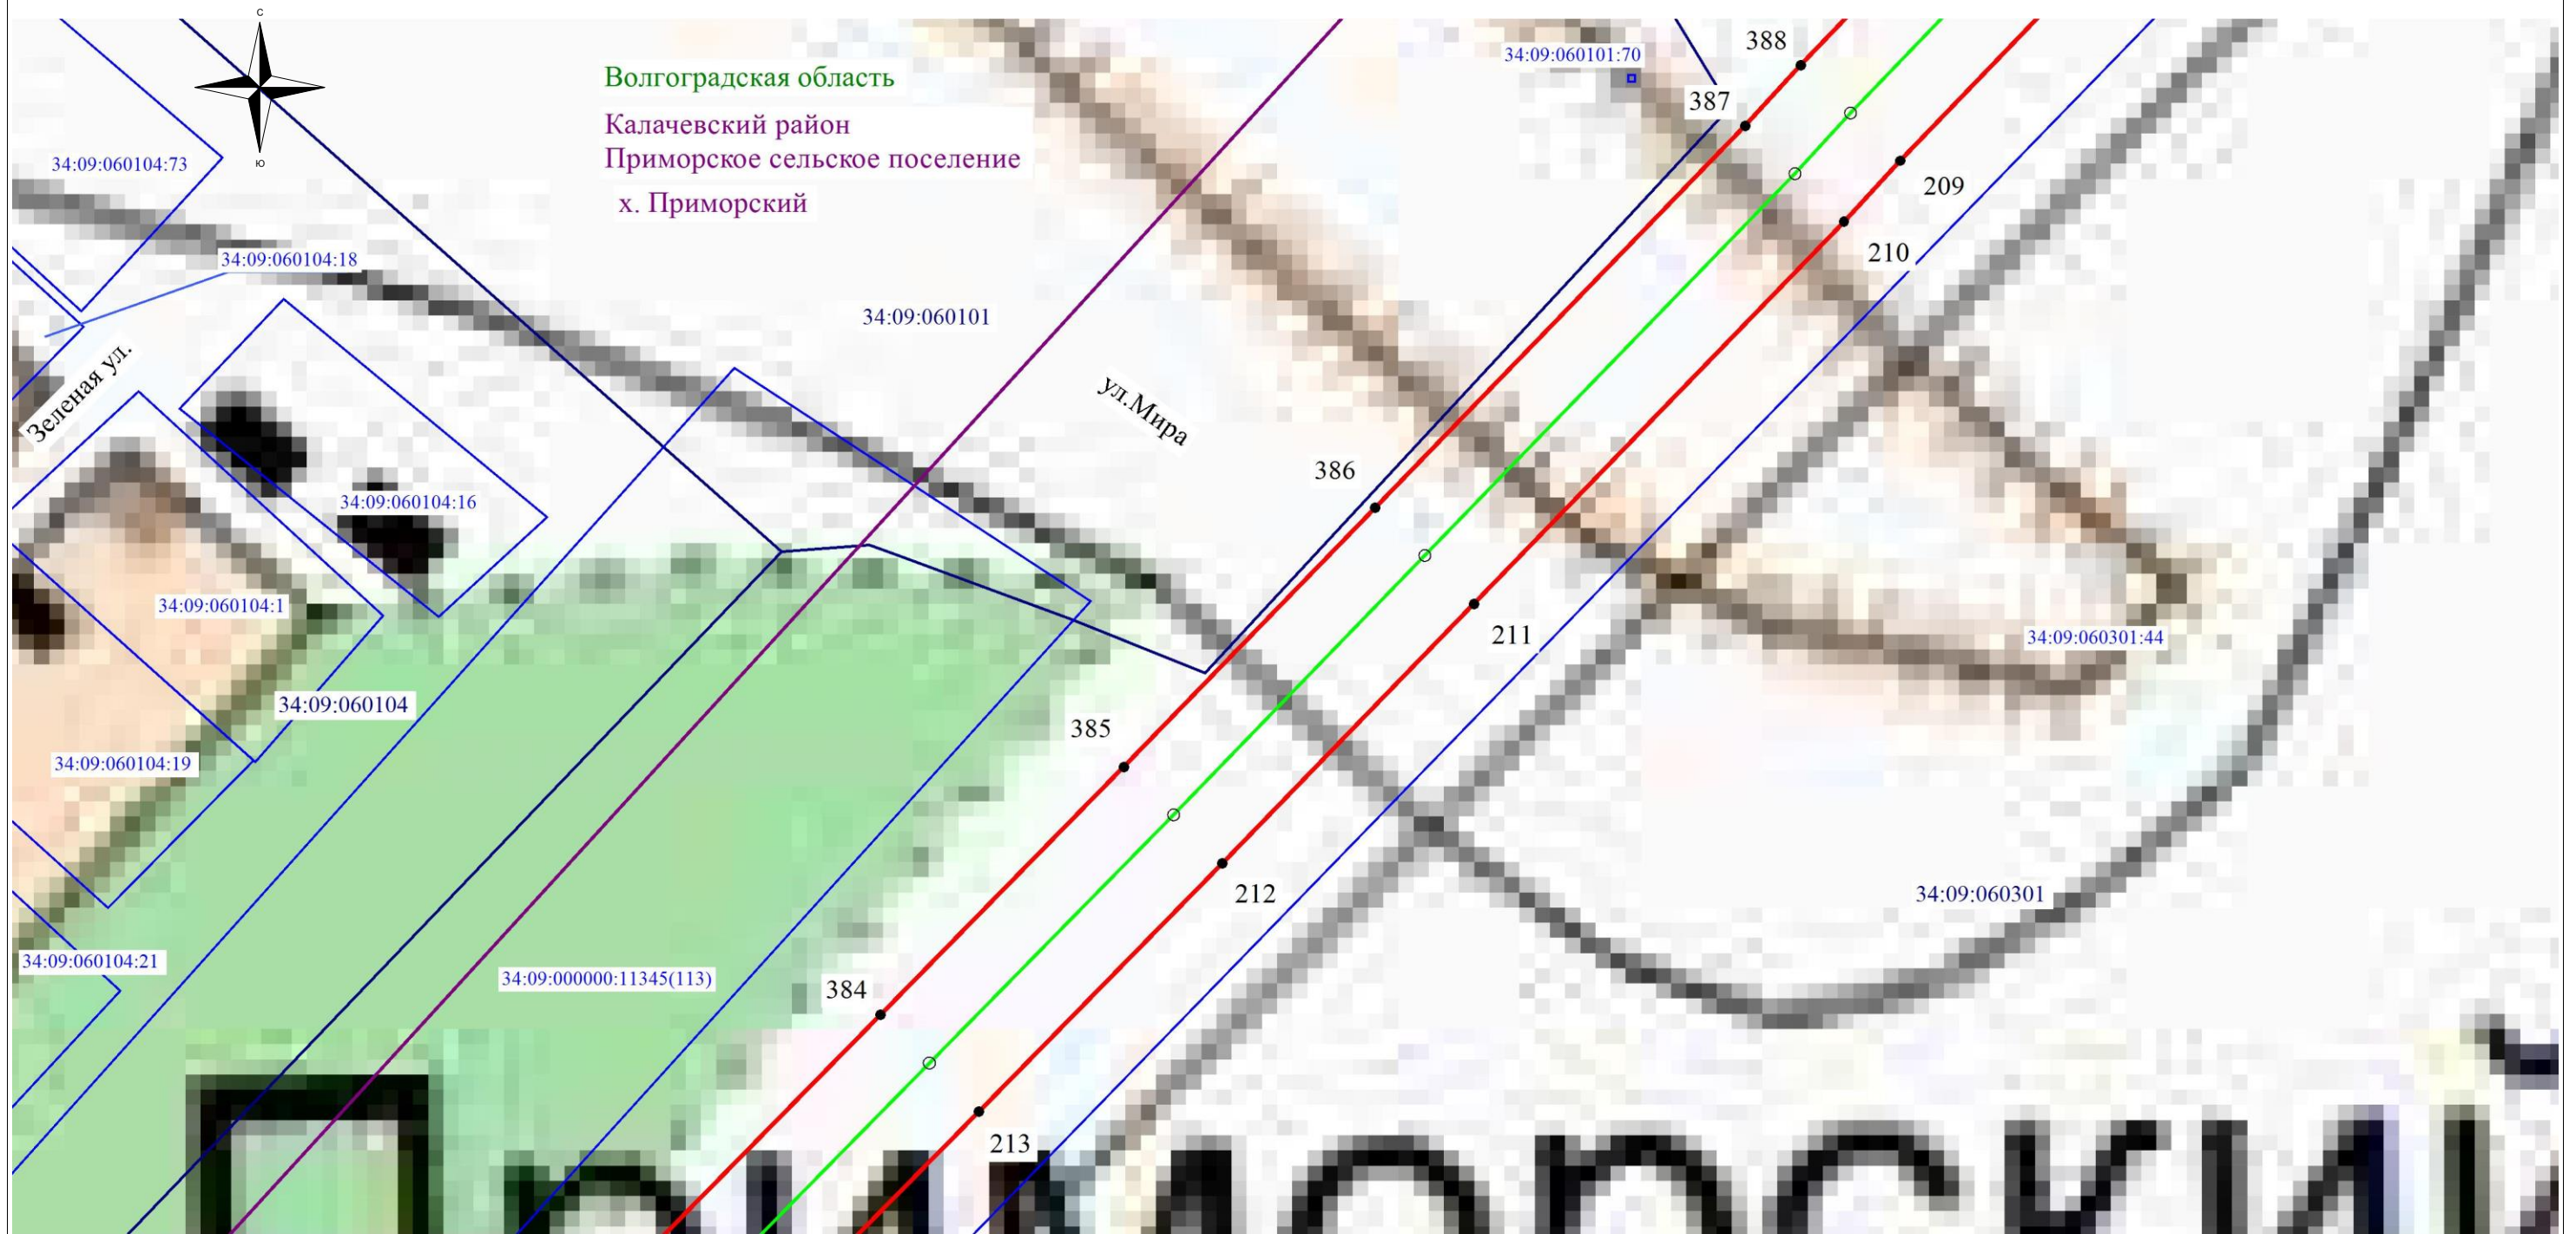 С
Ю
Волгоградская область
Калачевский район
Приморское сельское поселение
х. Приморский
34:09:060101:70
388
387
209
210
34:09:060104:73
34:09:060104:18
34:09:060101
Зеленая ул.
ул.Мира
386
34:09:060104:16
34:09:060104:1
211
34:09:060301:44
34:09:060104
385
34:09:060104:19
212
34:09:060301
34:09:060104:21
34:09:000000:11345(113)
384
213
Приморский